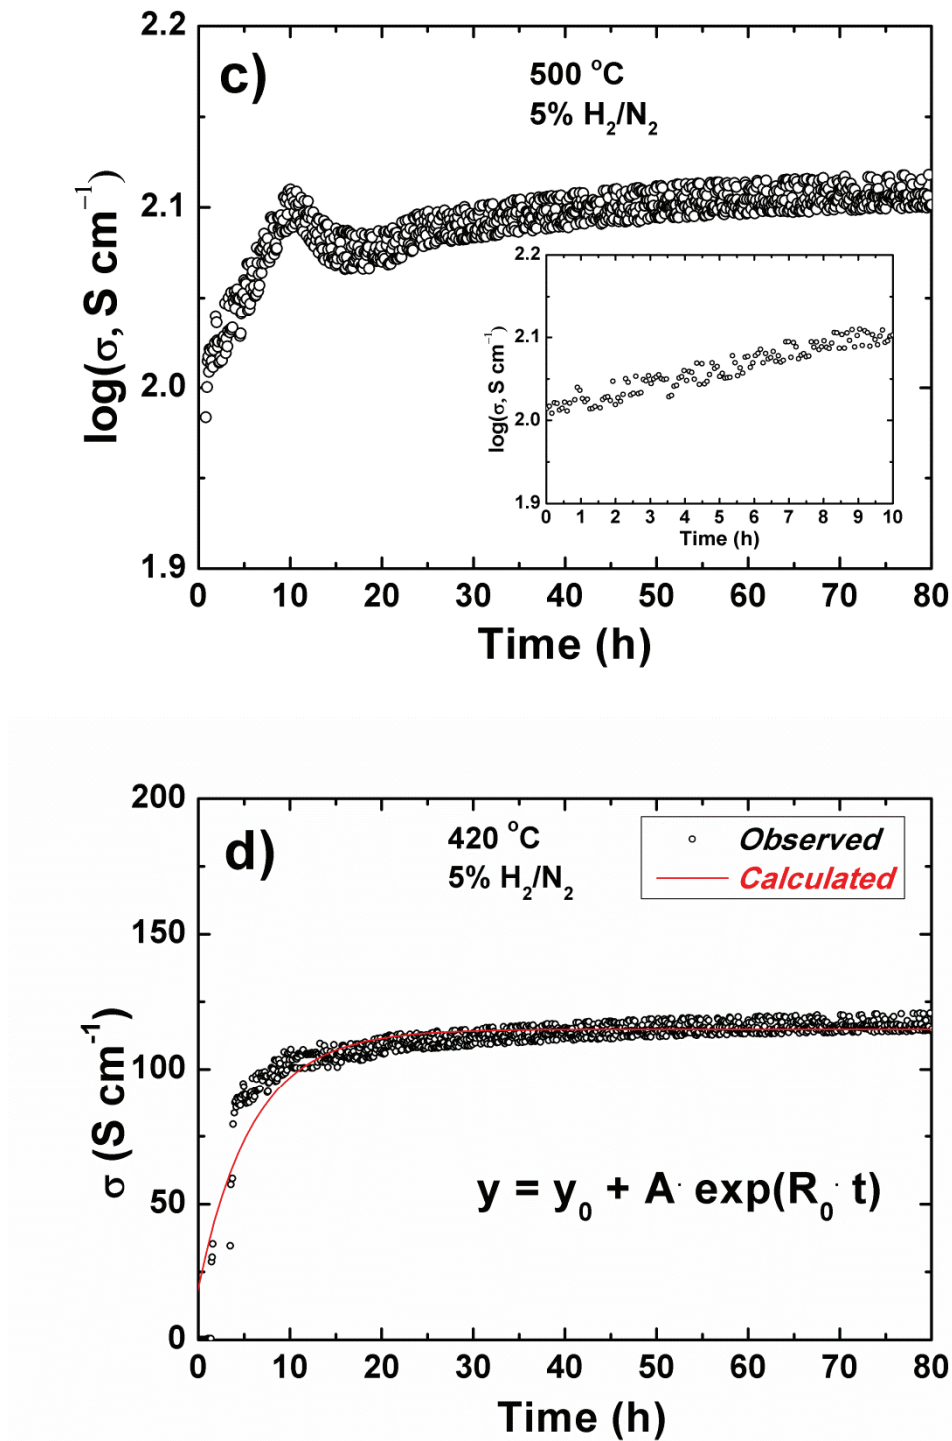 c)
500 °C
5% H₂/N₂
log(σ, S cm⁻¹)
2.2
2.1
2.0
1.9
0 10 20 30 40 50 60 70 80
Time (h)
log(σ, S cm⁻¹)
2.2
2.1
2.0
1.9
0 1 2 3 4 5 6 7 8 9 10
Time (h)
d)
420 °C
5% H₂/N₂
Observed
Calculated
σ (S cm⁻¹)
200
150
100
50
0
y = y₀ + A· exp(R₀· t)
0 10 20 30 40 50 60 70 80
Time (h)